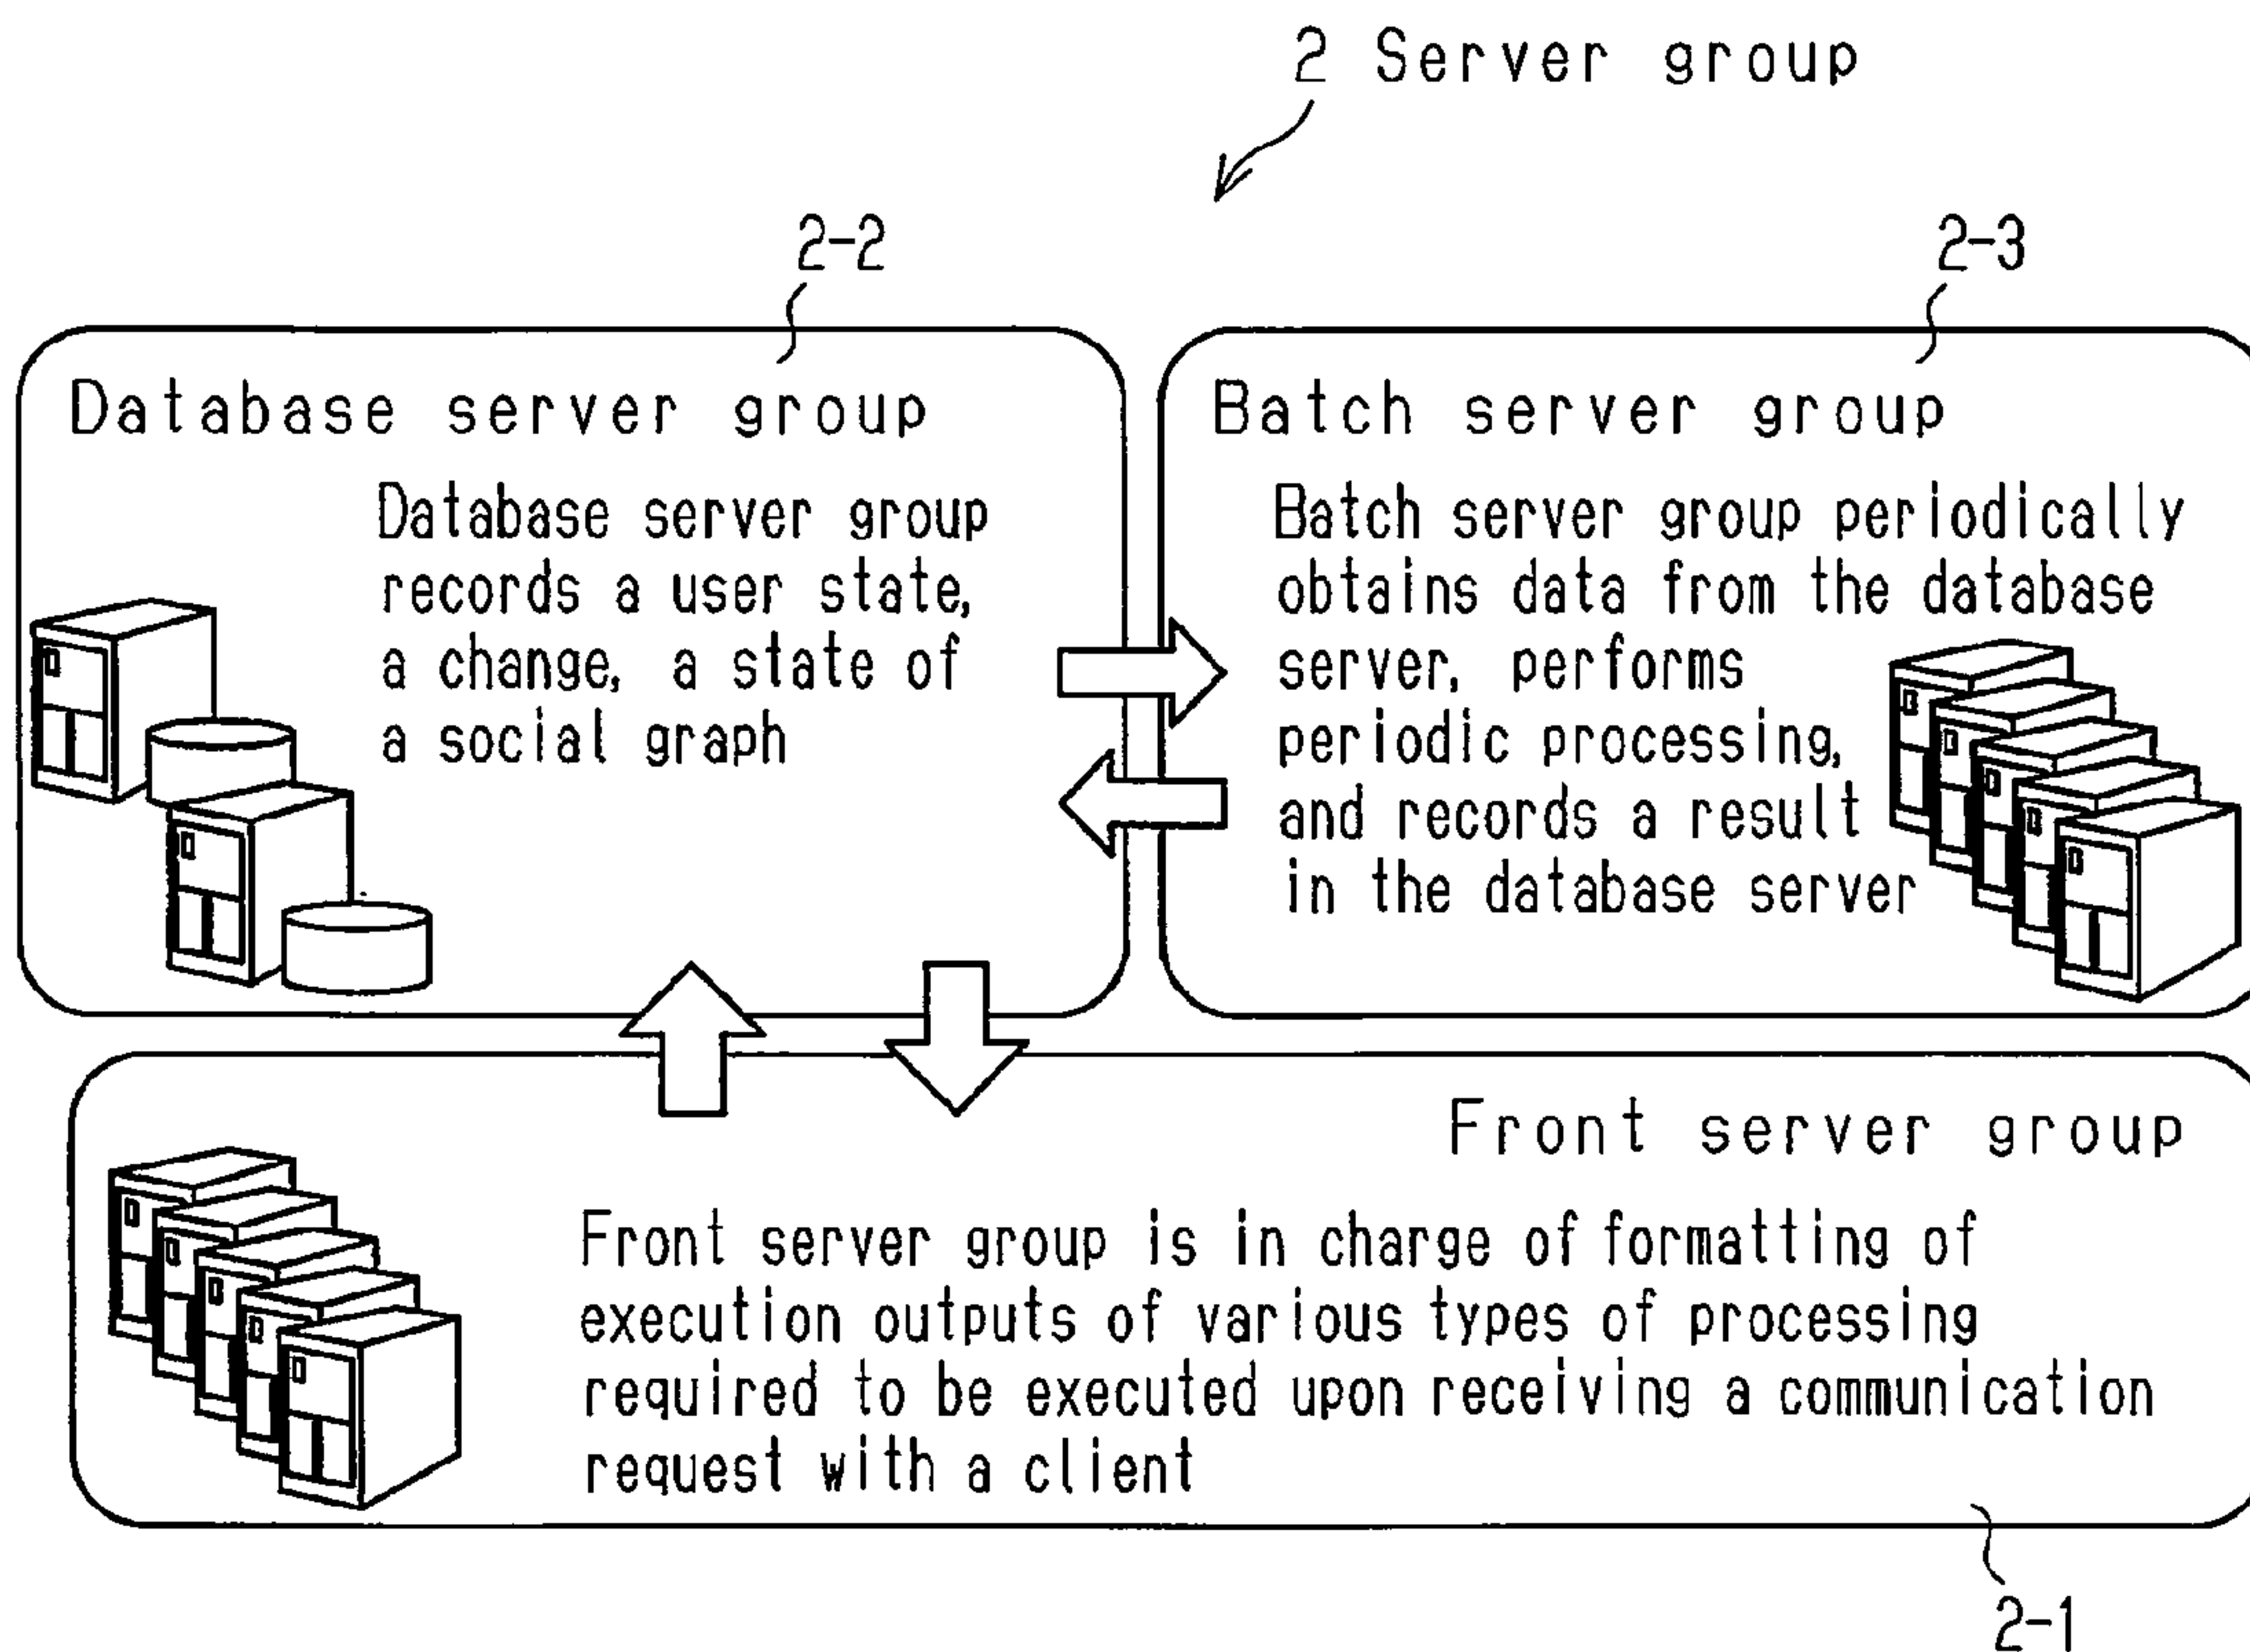 2 Server group
2-2
2-3
Database server group
Database server group
records a user state,
a change, a state of
a social graph
Batch server group
Batch server group periodically
obtains data from the database
server, performs
periodic processing,
and records a result
in the database server
Front server group
Front server group is in charge of formatting of
execution outputs of various types of processing
required to be executed upon receiving a communication
request with a client
2-1